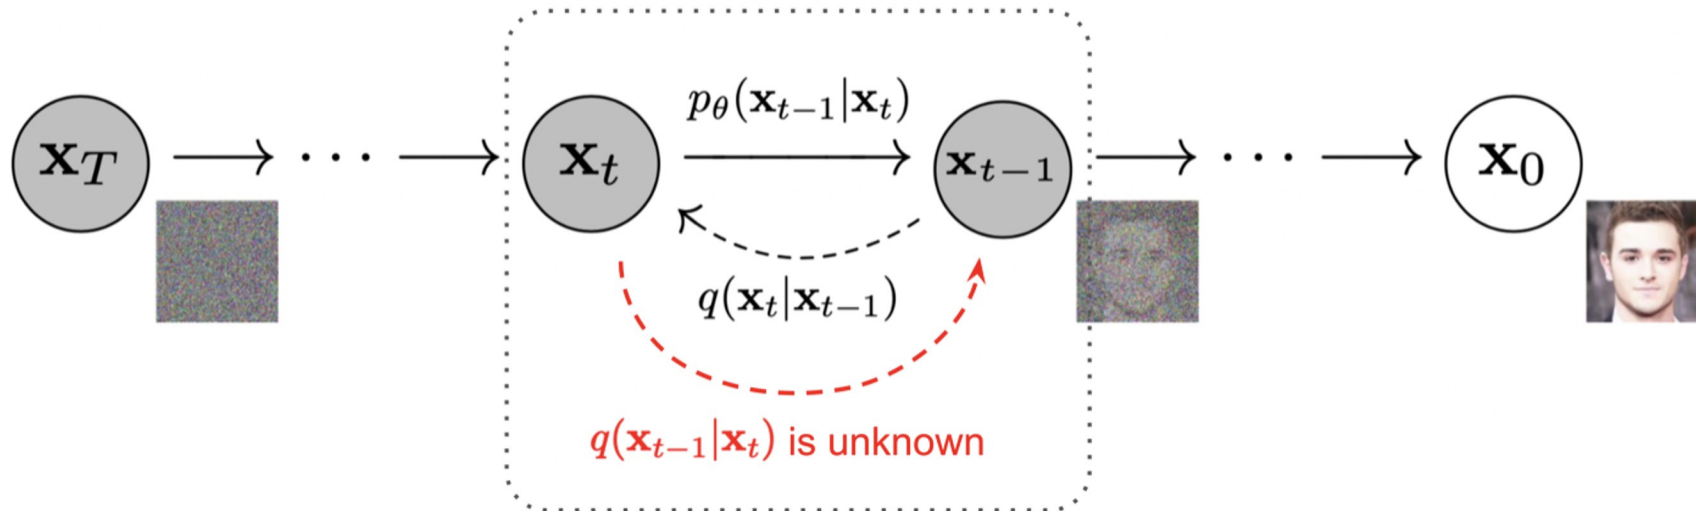 p_θ(x_{t−1}|x_t)
x_T → ··· → x_t → x_{t−1} → ··· → x_0
q(x_t|x_{t−1})
q(x_{t−1}|x_t) is unknown